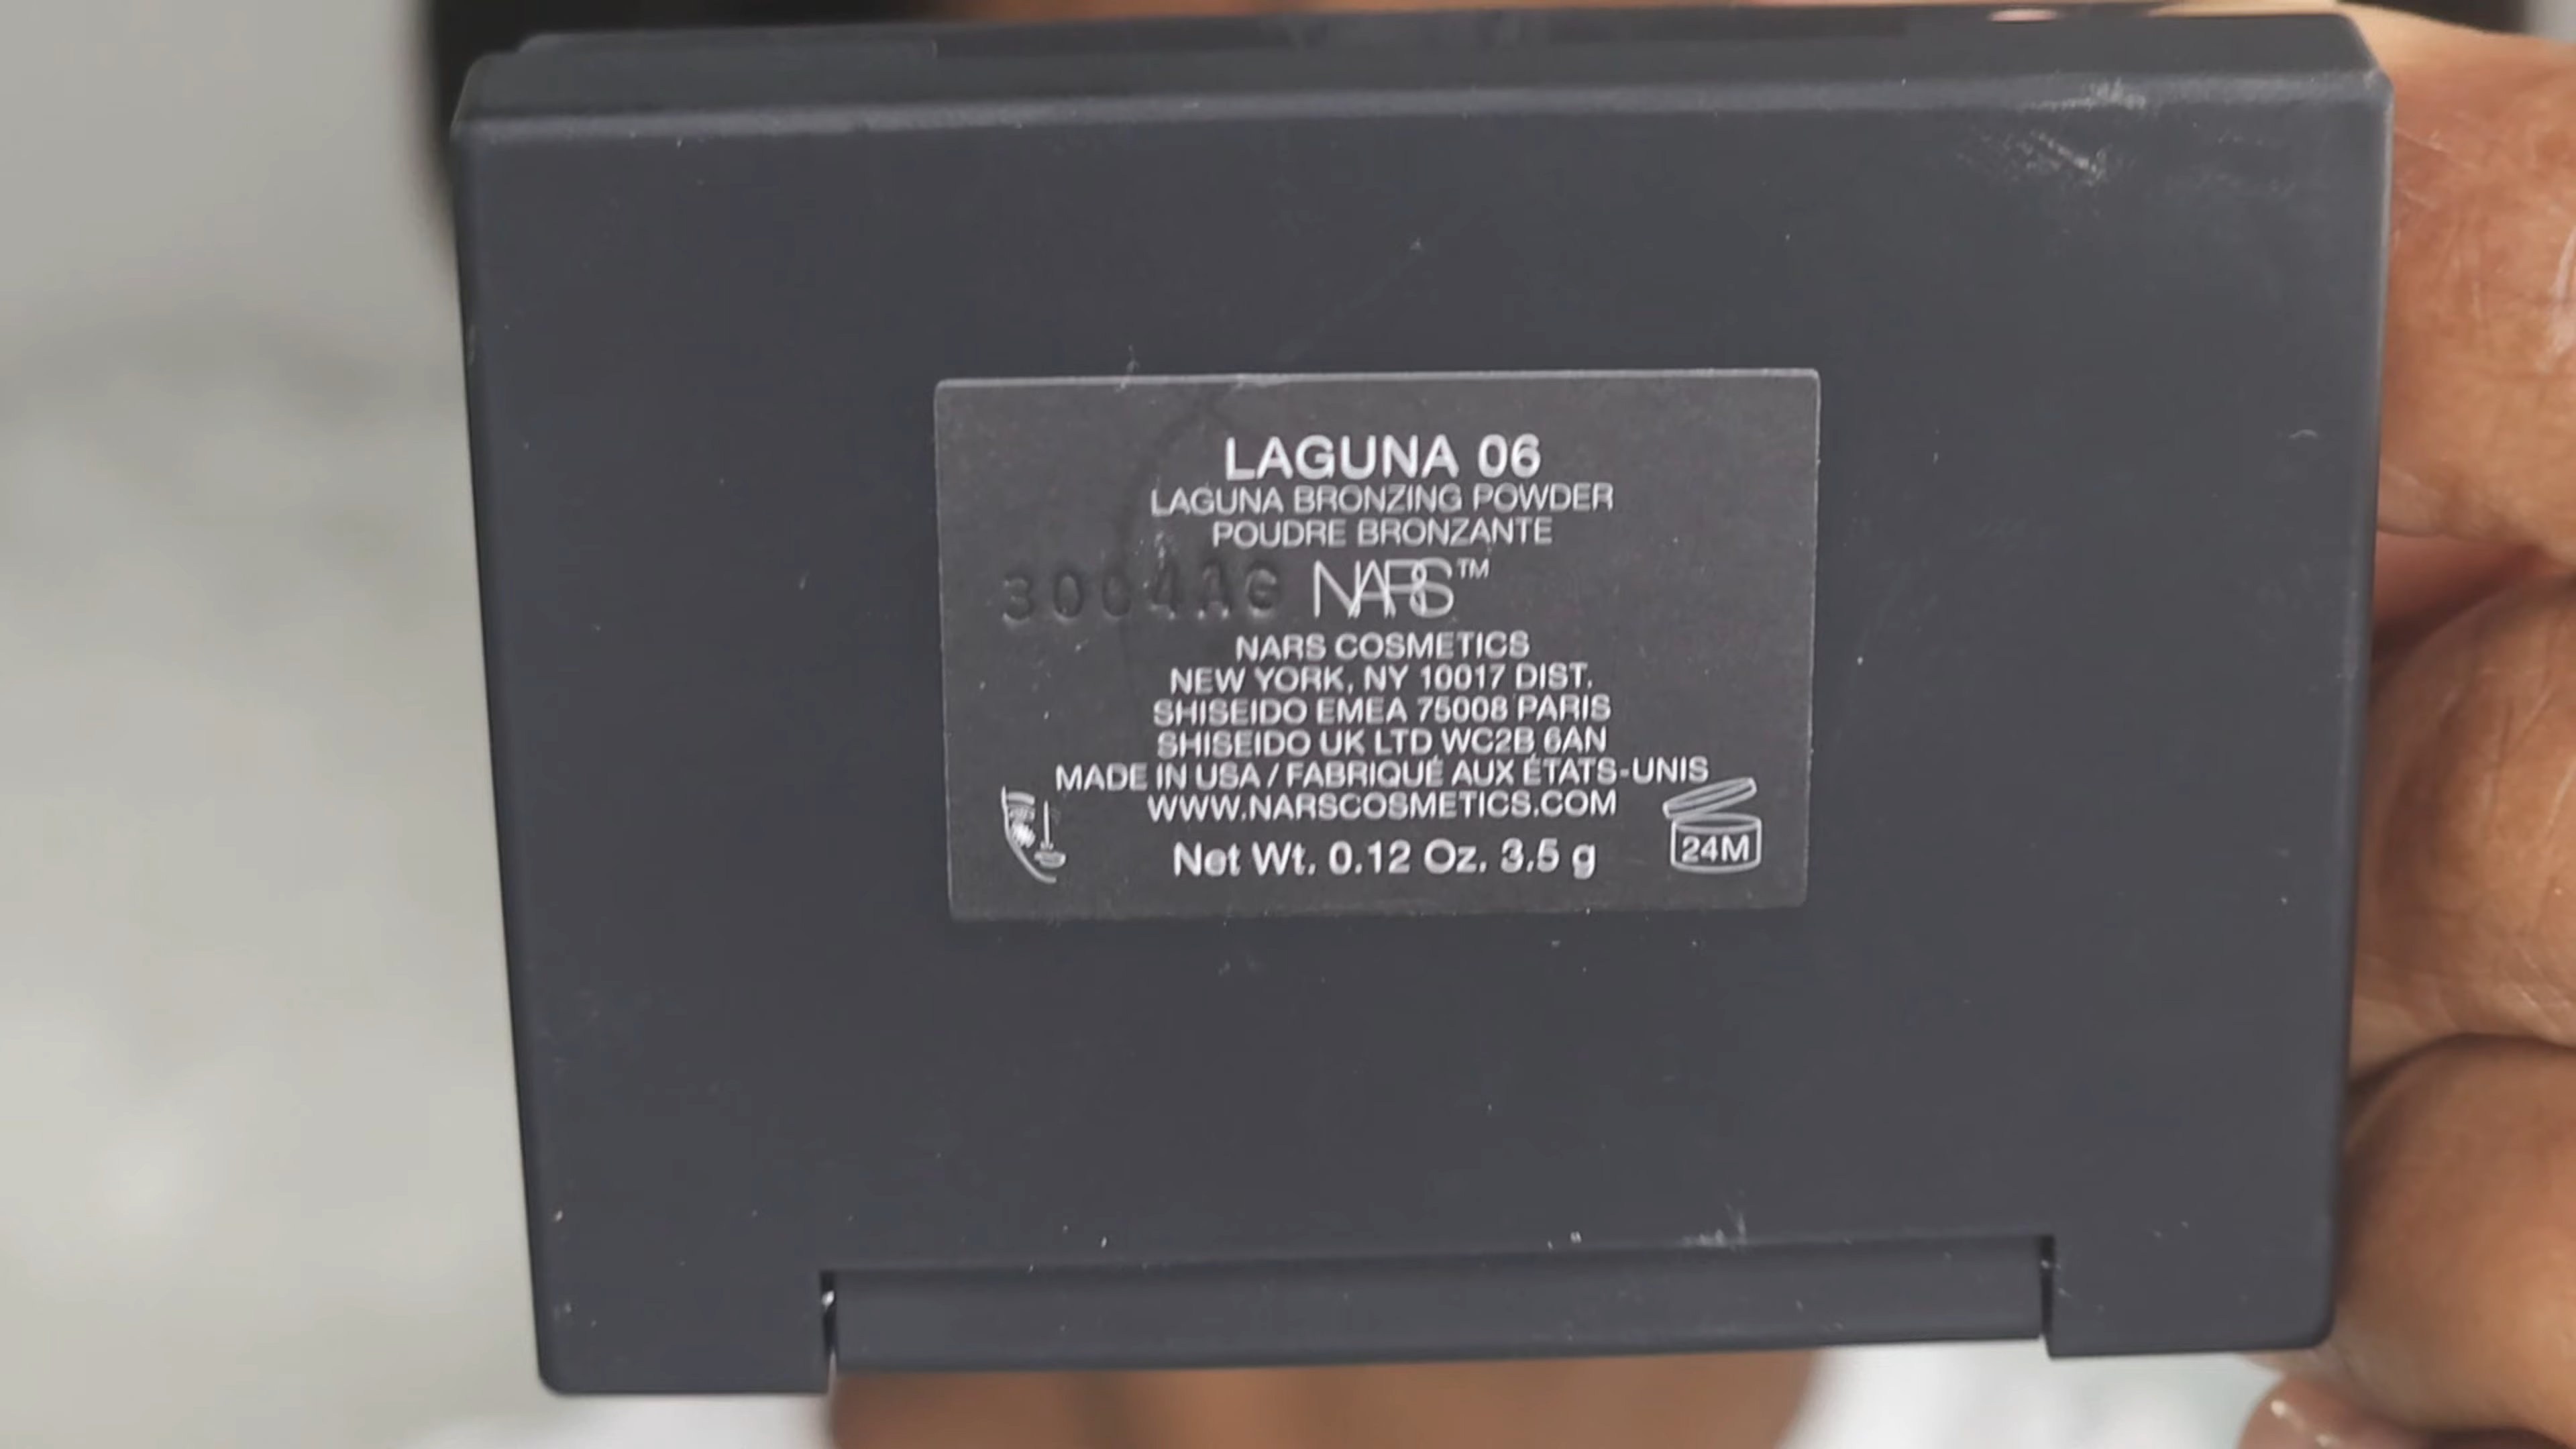 LAGUNA 06
LAGUNA BRONZING POWDER
POUDRE BRONZANTE
3004AG NARS™
NARS COSMETICS
NEW YORK, NY 10017 DIST.
SHISEIDO EMEA 75008 PARIS
SHISEIDO UK LTD WC2B 6AN
MADE IN USA / FABRIQUÉ AUX ÉTATS-UNIS
WWW.NARSCOSMETICS.COM
Net Wt. 0.12 Oz. 3.5 g
24M